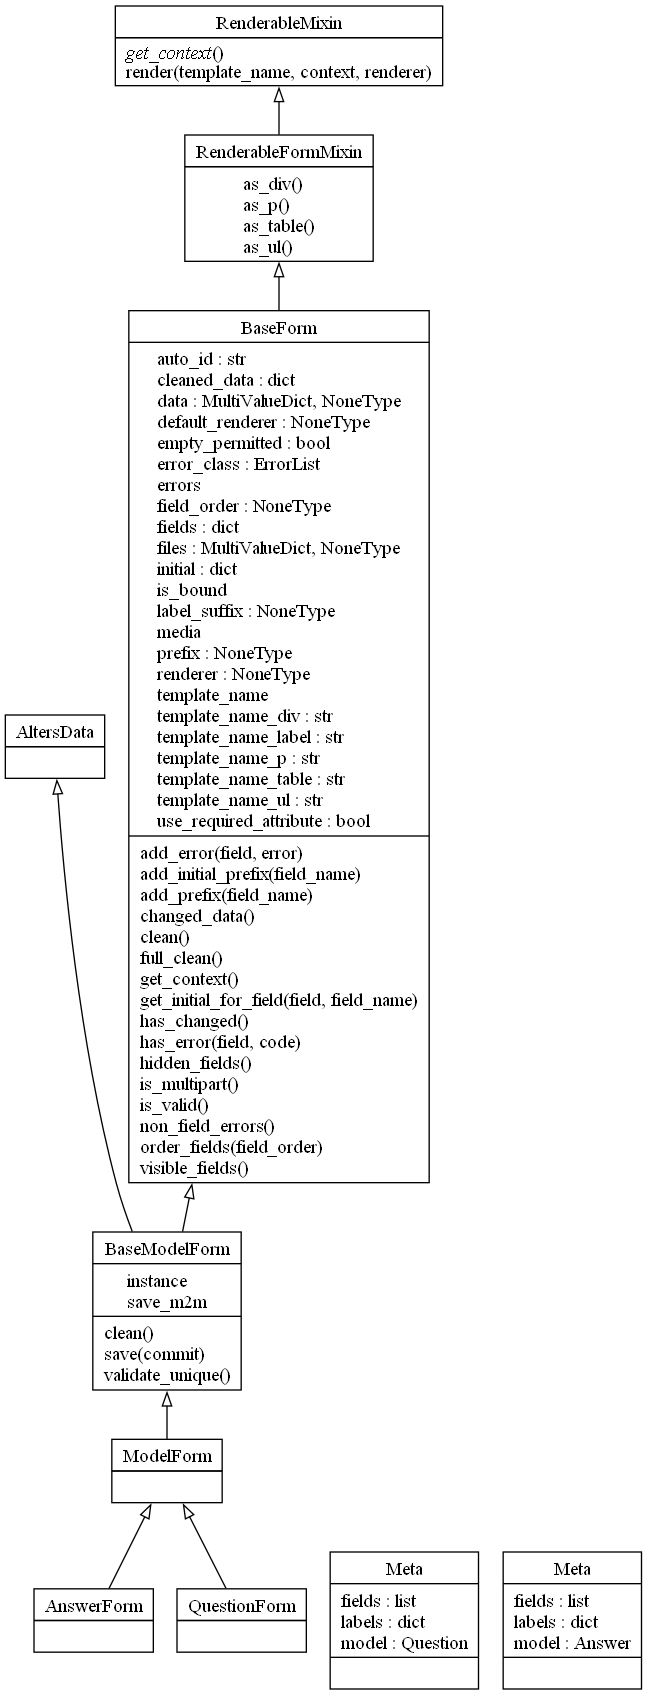 RenderableMixin
get_context()
render(template_name, context, renderer)
RenderableFormMixin
as_div()
as_p()
as_table()
as_ul()
BaseForm
auto_id : str
cleaned_data : dict
data : MultiValueDict, NoneType
default_renderer : NoneType
empty_permitted : bool
error_class : ErrorList
errors
field_order : NoneType
fields : dict
files : MultiValueDict, NoneType
initial : dict
is_bound
label_suffix : NoneType
media
prefix : NoneType
renderer : NoneType
template_name
template_name_div : str
template_name_label : str
template_name_p : str
template_name_table : str
template_name_ul : str
use_required_attribute : bool
add_error(field, error)
add_initial_prefix(field_name)
add_prefix(field_name)
changed_data()
clean()
full_clean()
get_context()
get_initial_for_field(field, field_name)
has_changed()
has_error(field, code)
hidden_fields()
is_multipart()
is_valid()
non_field_errors()
order_fields(field_order)
visible_fields()
AltersData
BaseModelForm
instance
save_m2m
clean()
save(commit)
validate_unique()
ModelForm
AnswerForm
QuestionForm
Meta
fields : list
labels : dict
model : Question
Meta
fields : list
labels : dict
model : Answer